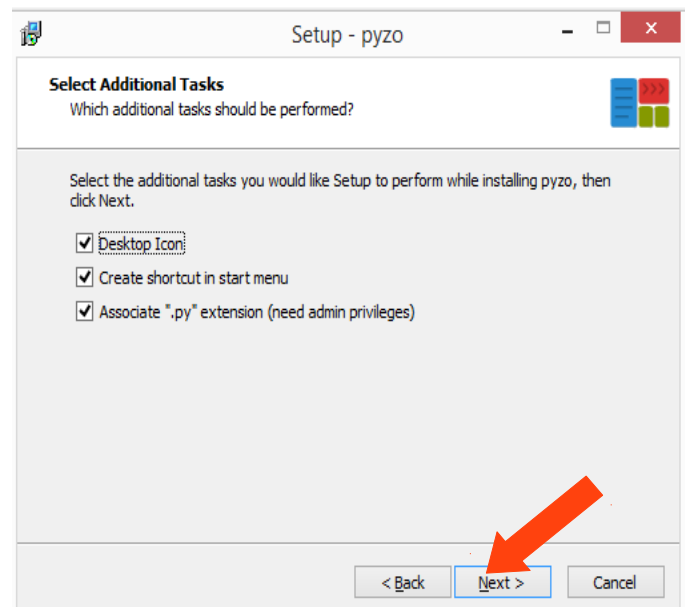 Setup - pyzo
Select Additional Tasks
Which additional tasks should be performed?
>>>
Select the additional tasks you would like Setup to perform while installing pyzo, then
click Next.
Desktop Icon
Create shortcut in start menu
Associate ".py" extension (need admin privileges)
< Back
Next >
Cancel